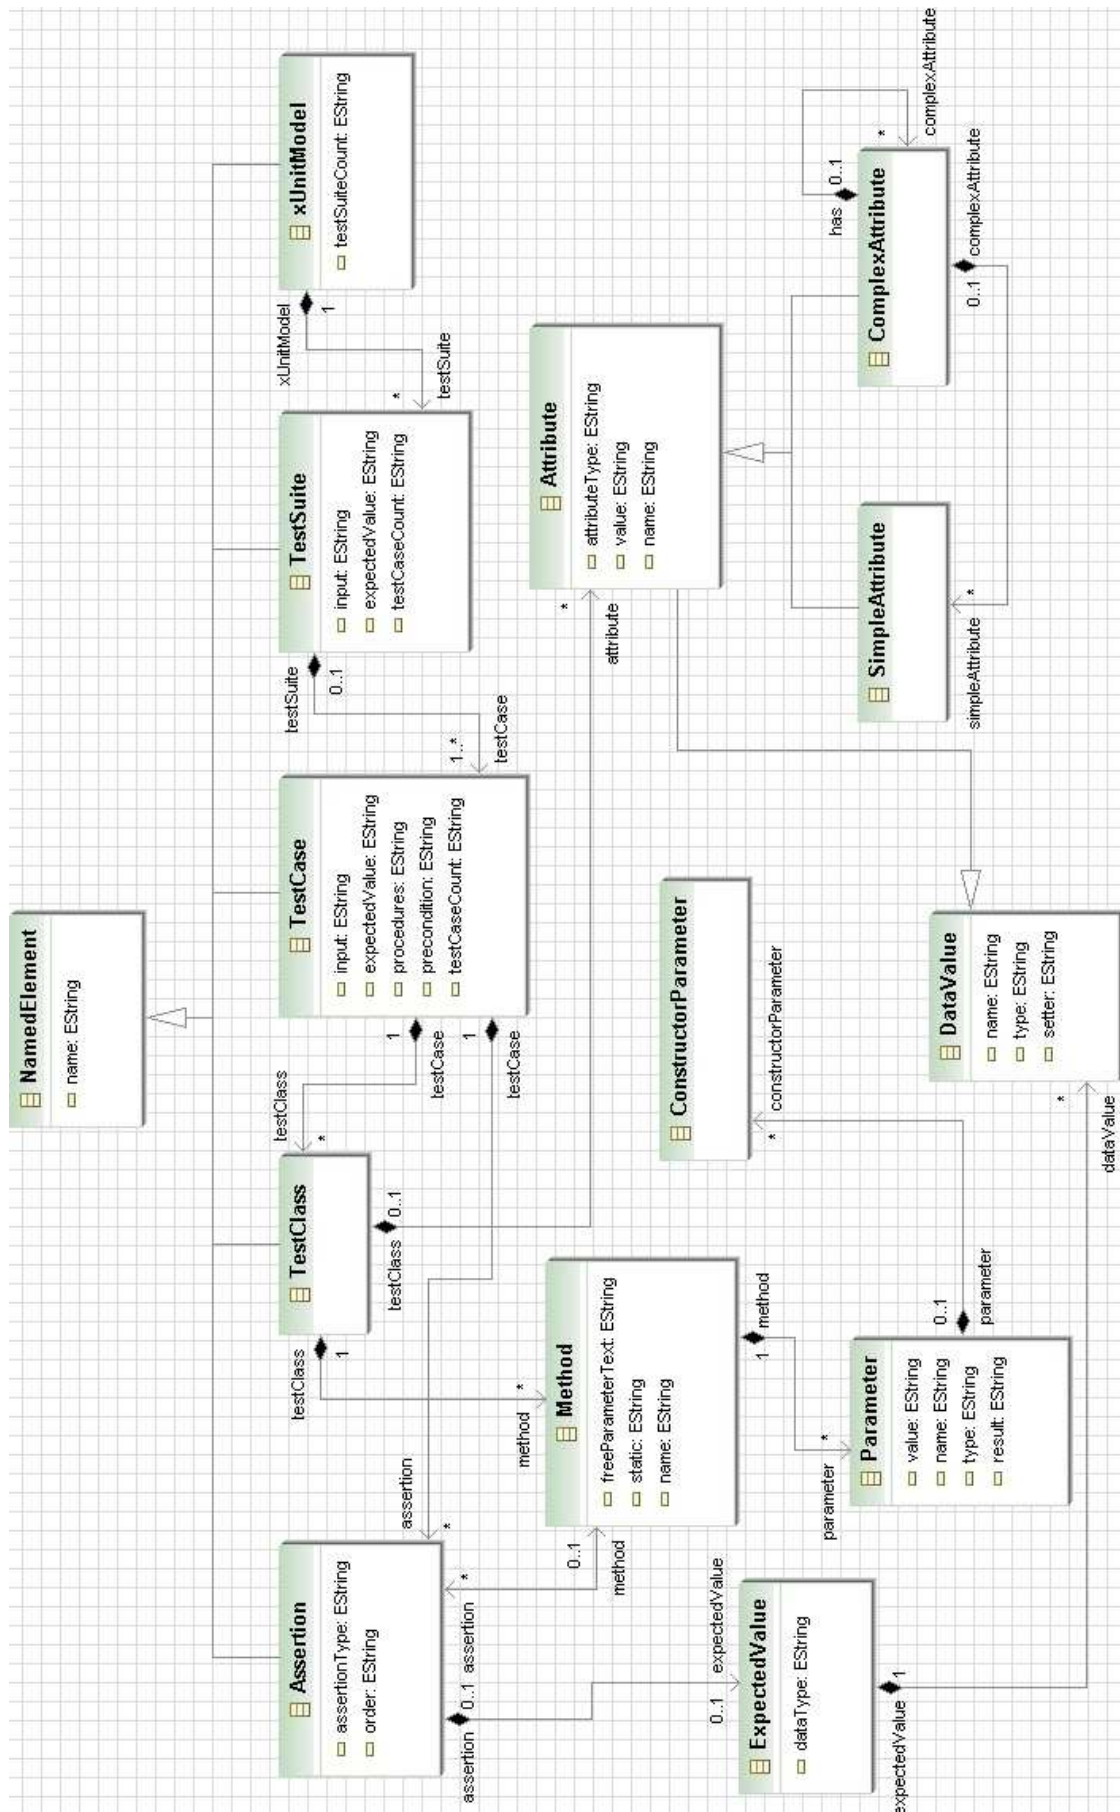 NamedElement
name: EString
Assertion
assertionType: EString
order: EString
TestClass
TestCase
input: EString
expectedValue: EString
procedures: EString
precondition: EString
testCaseCount: EString
TestSuite
input: EString
expectedValue: EString
testCaseCount: EString
xUnitModel
testSuiteCount: EString
xUnitModel
1
*
testSuite
testSuite
0..1
1..*
testCase
1
testCase
testClass
*
1
testCase
assertion
*
testClass
1
method
*
testClass
0..1
attribute
*
assertion
*
0..1
method
assertion
0..1
0..1
expectedValue
Method
freeParameterText: EString
static: EString
name: EString
Attribute
attributeType: EString
value: EString
name: EString
ConstructorParameter
*
constructorParameter
method
1
parameter
*
0..1
parameter
ExpectedValue
dataType: EString
expectedValue
1
*
dataValue
Parameter
value: EString
name: EString
type: EString
result: EString
DataValue
name: EString
type: EString
setter: EString
SimpleAttribute
ComplexAttribute
has
0..1
*
complexAttribute
0..1
complexAttribute
simpleAttribute
*